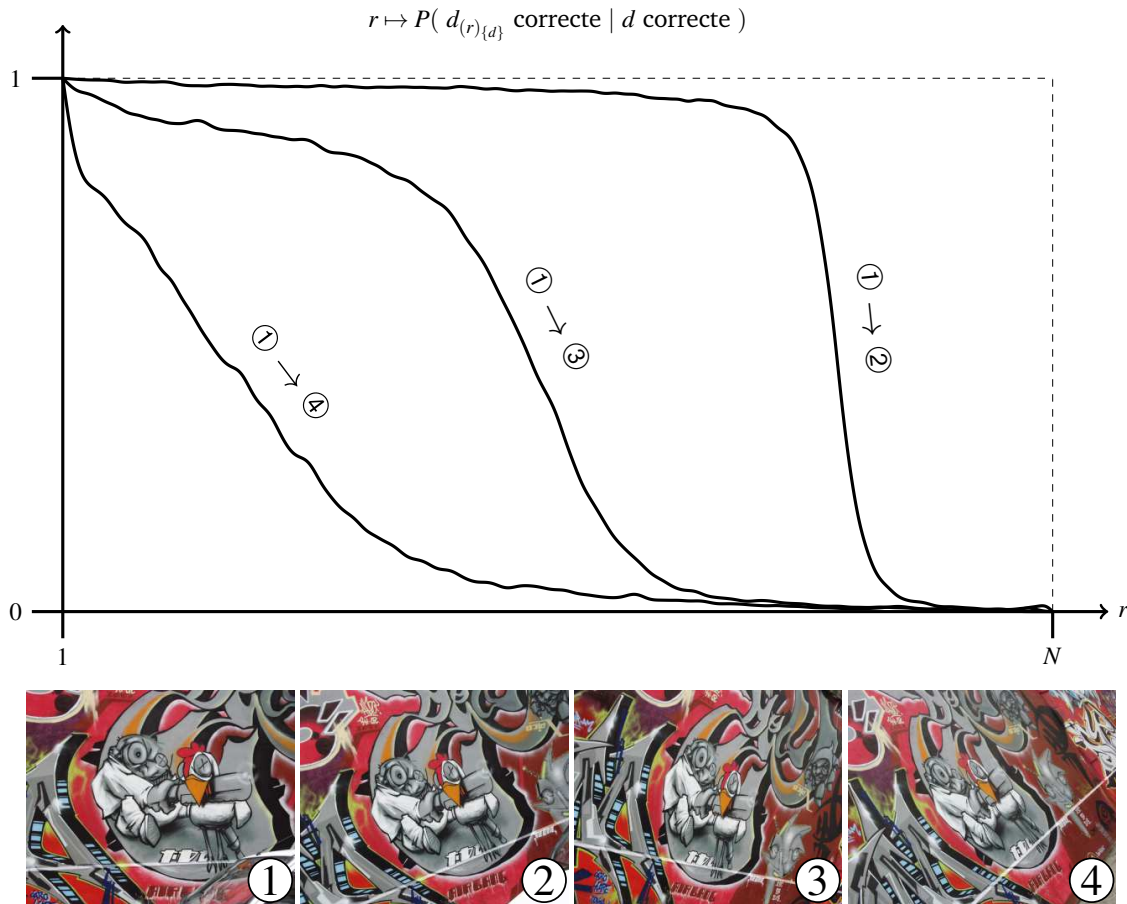 r ↦ P( d_{(r)_{\{d\}}} correcte | d correcte )
1
① → ②
① → ③
① → ④
0
r
1
N
① ② ③ ④